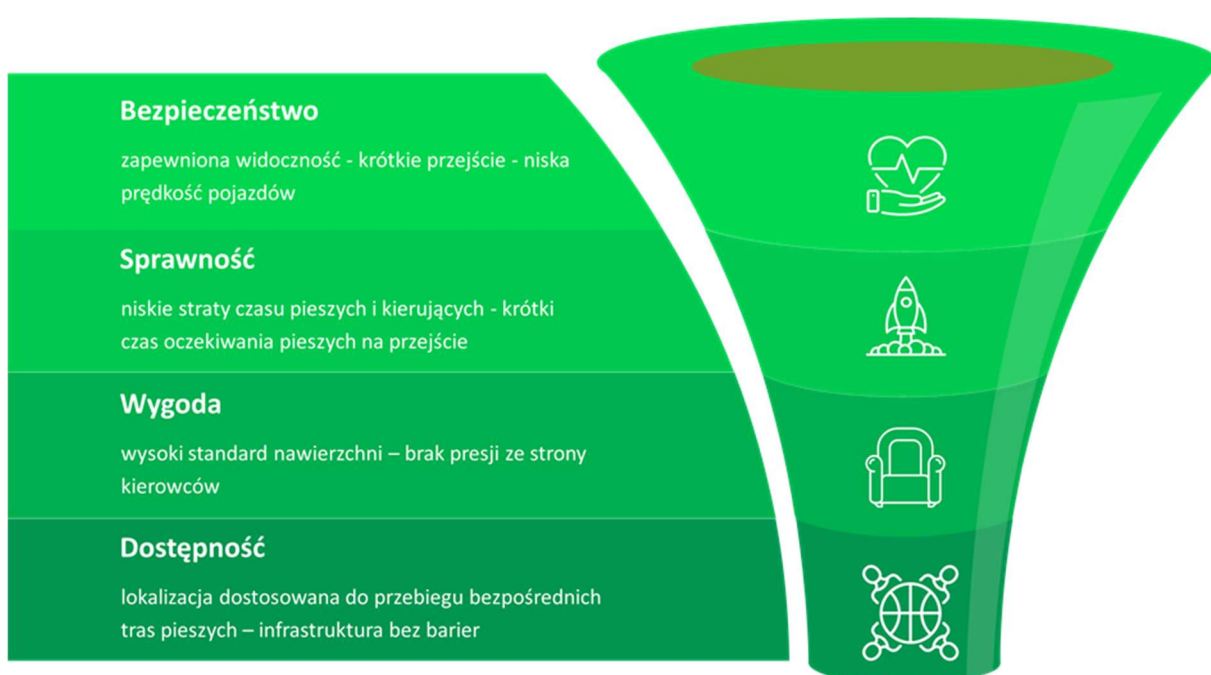 Bezpieczeństwo
zapewniona widoczność - krótkie przejście - niska
prędkość pojazdów
Sprawność
niskie straty czasu pieszych i kierujących - krótki
czas oczekiwania pieszych na przejście
Wygoda
wysoki standard nawierzchni – brak presji ze strony
kierowców
Dostępność
lokalizacja dostosowana do przebiegu bezpośrednich
tras pieszych – infrastruktura bez barier